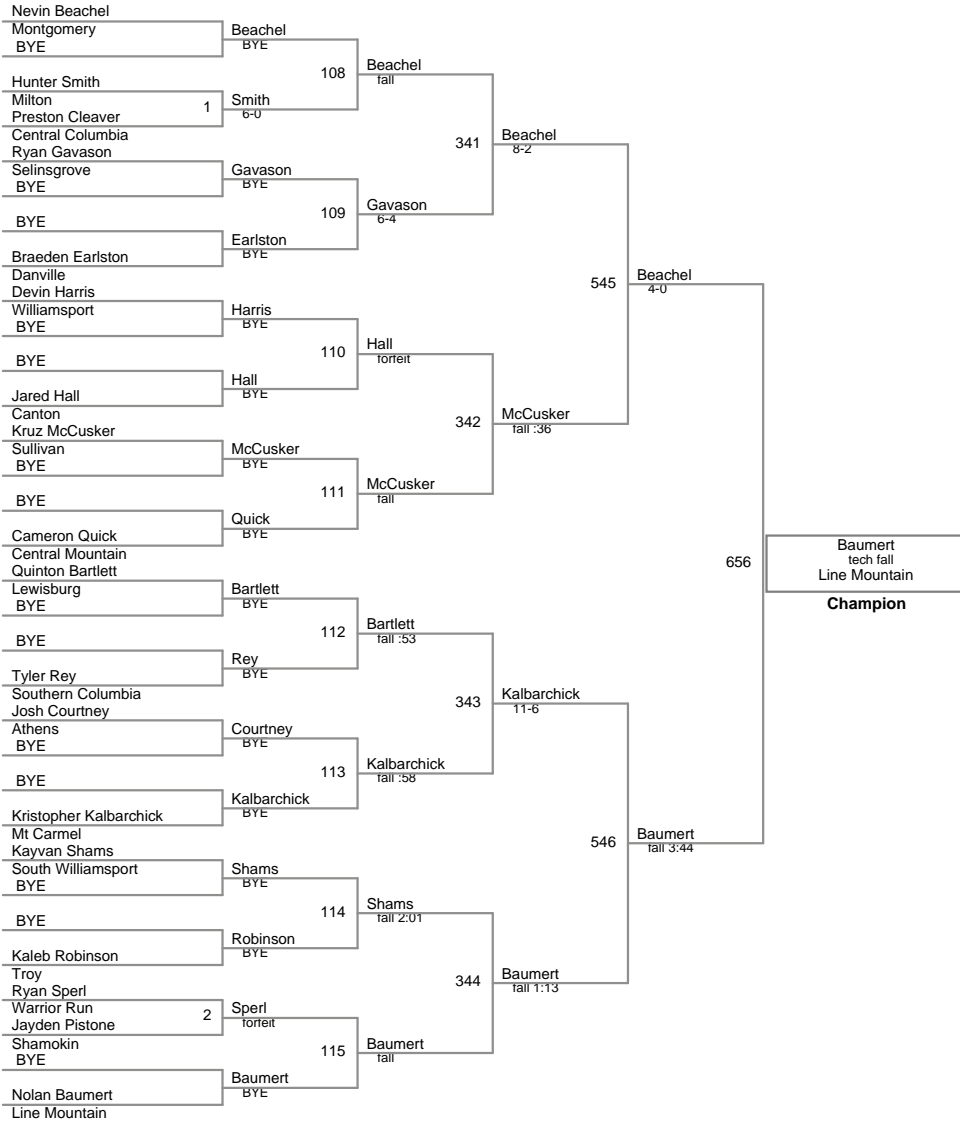 Nevin Beachel
Montgomery
BYE
Hunter Smith
Milton
Preston Cleaver
Central Columbia
Ryan Gavason
Selinsgrove
BYE
BYE
Braeden Earlston
Danville
Devin Harris
Williamsport
BYE
BYE
Jared Hall
Canton
Kruz McCusker
Sullivan
BYE
BYE
Cameron Quick
Central Mountain
Quinton Bartlett
Lewisburg
BYE
BYE
Tyler Rey
Southern Columbia
Josh Courtney
Athens
BYE
BYE
Kristopher Kalbarchick
Mt Carmel
Kayvan Shams
South Williamsport
BYE
BYE
Kaleb Robinson
Troy
Ryan Sperl
Warrior Run
Jayden Pistone
Shamokin
BYE
Nolan Baumert
Line Mountain
1
2
Beachel
BYE
Smith
6-0
Gavason
BYE
Earlston
BYE
Harris
BYE
Hall
BYE
McCusker
BYE
Quick
BYE
Bartlett
BYE
Rey
BYE
Courtney
BYE
Kalbarchick
BYE
Shams
BYE
Robinson
BYE
Sperl
forfeit
Baumert
BYE
108
109
110
111
112
113
114
115
Beachel
fall
Gavason
6-4
Hall
forfeit
McCusker
fall
Bartlett
fall :53
Kalbarchick
fall :58
Shams
fall 2:01
Baumert
fall
341
342
343
344
Beachel
8-2
McCusker
fall :36
Kalbarchick
11-6
Baumert
fall 1:13
545
546
Beachel
4-0
Baumert
fall 3:44
656
Baumert
tech fall
Line Mountain
Champion